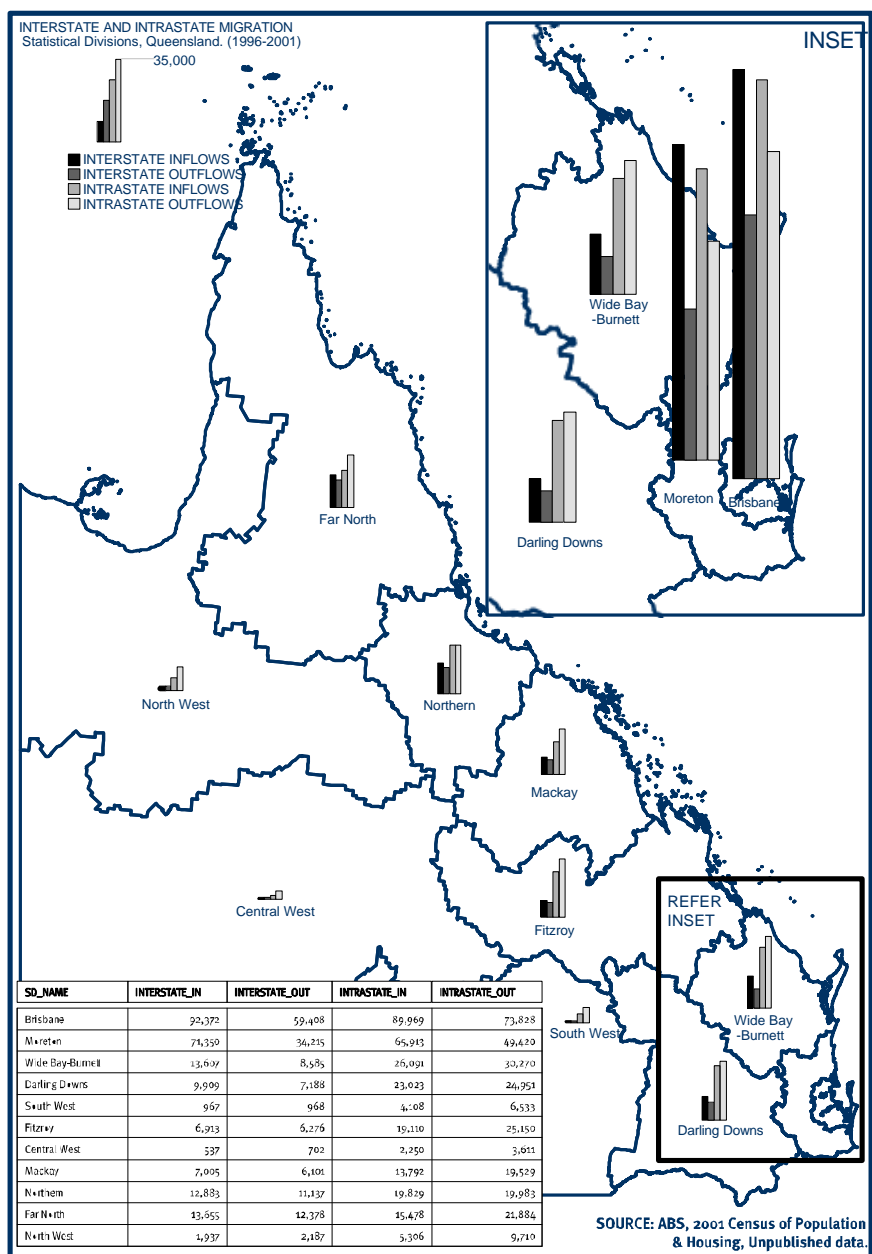 INTERSTATE AND INTRASTATE MIGRATION
Statistical Divisions, Queensland. (1996-2001)
35,000
INTERSTATE INFLOWS
INTERSTATE OUTFLOWS
INTRASTATE INFLOWS
INTRASTATE OUTFLOWS
INSET
Wide Bay
-Burnett
Moreton
Brisbane
Darling Downs
Far North
North West
Northern
Mackay
Central West
Fitzroy
REFER
INSET
South West
Wide Bay
-Burnett
Darling Downs
SD_NAME INTERSTATE_IN INTERSTATE_OUT INTRASTATE_IN INTRASTATE_OUT
Brisbane 92,372 59,408 89,969 73,828
Moreton 71,350 34,215 65,913 49,420
Wide Bay-Burnett 13,607 8,585 26,091 30,270
Darling Downs 9,909 7,188 23,023 24,951
South West 967 968 4,108 6,533
Fitzroy 6,913 6,276 19,110 25,150
Central West 537 702 2,250 3,611
Mackay 7,005 6,101 13,792 19,529
Northern 12,883 11,137 19,829 19,983
Far North 13,655 12,378 15,478 21,884
North West 1,937 2,187 5,306 9,710
SOURCE: ABS, 2001 Census of Population
& Housing, Unpublished data.